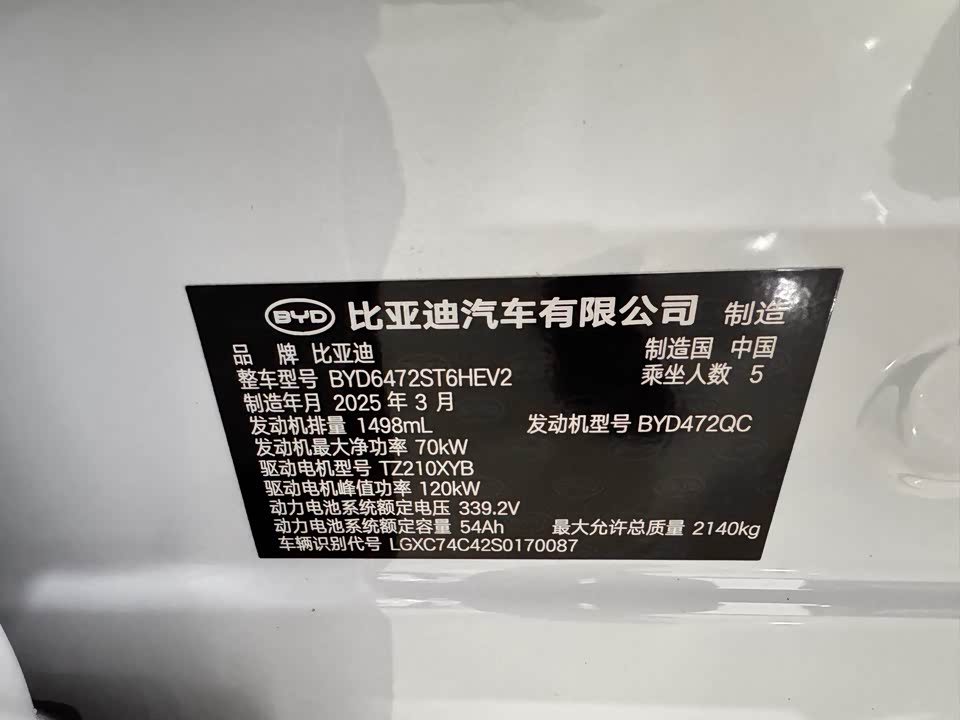 BYD 比亚迪汽车有限公司 制造
品 牌 比亚迪 制造国 中国
整车型号 BYD6472ST6HEV2 乘坐人数 5
制造年月 2025 年 3 月
发动机排量 1498mL 发动机型号 BYD472QC
发动机最大净功率 70kW
驱动电机型号 TZ210XYB
驱动电机峰值功率 120kW
动力电池系统额定电压 339.2V
动力电池系统额定容量 54Ah 最大允许总质量 2140kg
车辆识别代号 LGXC74C42S0170087